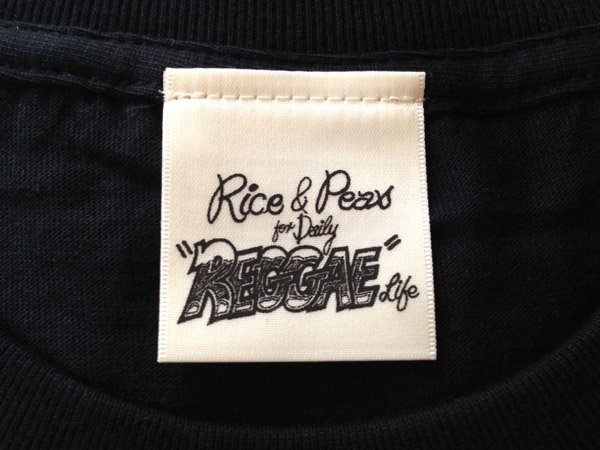 Rice & Peas
for Daily
"REGGAE"
Life